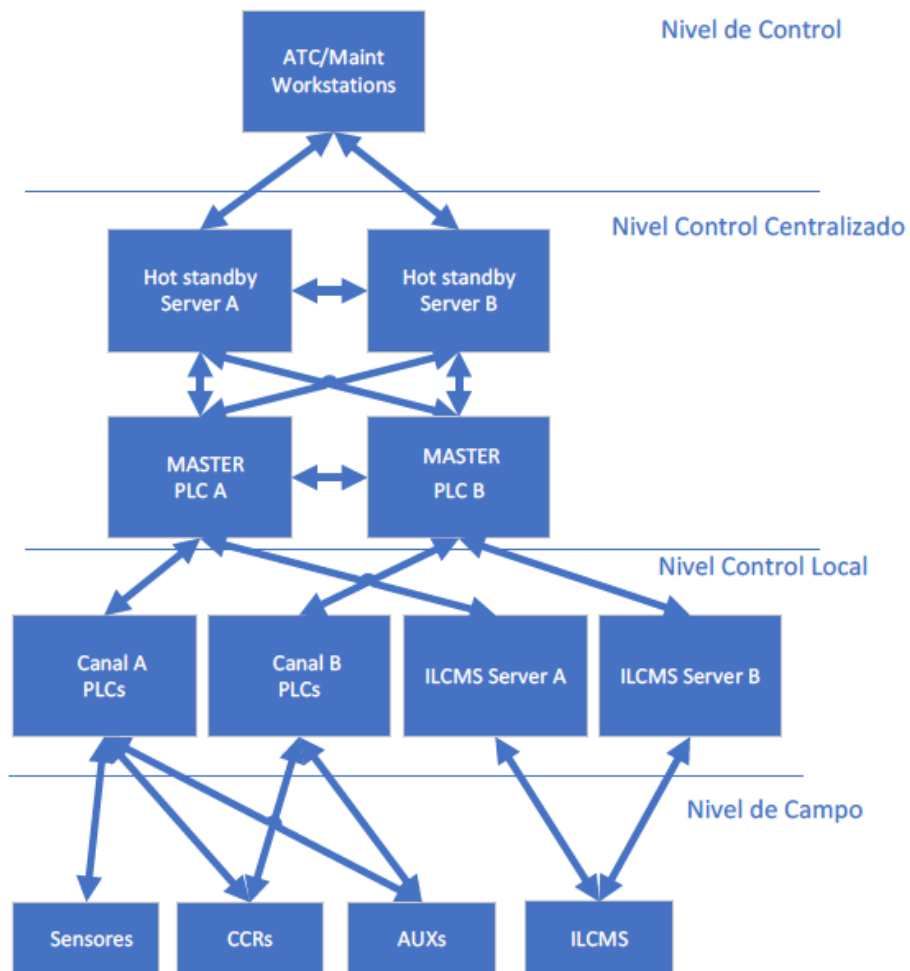 Nivel de Control
ATC/Maint
Workstations
Nivel Control Centralizado
Hot standby
Server A
Hot standby
Server B
MASTER
PLC A
MASTER
PLC B
Nivel Control Local
Canal A
PLCs
Canal B
PLCs
ILCMS Server A
ILCMS Server B
Nivel de Campo
Sensores
CCRs
AUXs
ILCMS